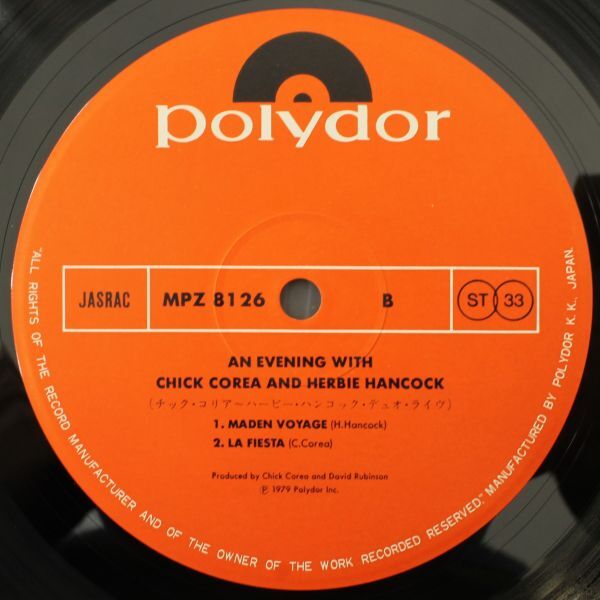 polydor
JASRAC MPZ 8126 B ST 33
AN EVENING WITH
CHICK COREA AND HERBIE HANCOCK
(チック・コリア〜ハービー・ハンコック・デュオ・ライヴ)
1. MADEN VOYAGE (H.Hancock)
2. LA FIESTA (C.Corea)
Produced by Chick Corea and David Rubinson
Ⓟ 1979 Polydor Inc.
"ALL RIGHTS OF THE RECORD MANUFACTURER AND OF THE OWNER OF THE WORK RECORDED RESERVED." MANUFACTURED BY POLYDOR K.K., JAPAN.